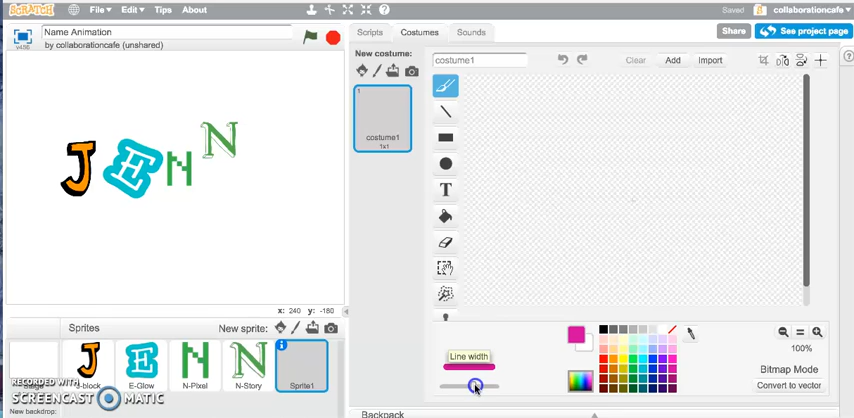 SCRATCH File Edit Tips About Saved collaborationcafe
Name Animation
by collaborationcafe (unshared)
v456
J E N N
x: 240 y: -180
Sprites New sprite:
E-Glow N-Pixel N-Story Sprite1
New backdrop:
RECORDED WITH
SCREENCAST MATIC
Scripts Costumes Sounds
Share See project page
New costume:
costume1 Clear Add Import
1
costume1
1x1
T
Line width
100%
Bitmap Mode
Convert to vector
Backpack